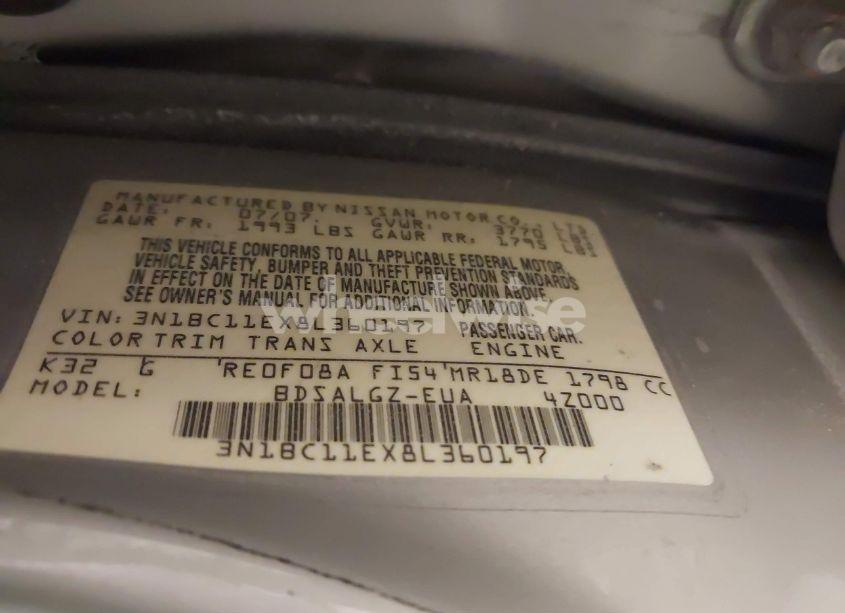 MANUFACTURED BY NISSAN MOTOR CO., LTD.
DATE: 07/07. GVWR: 3770 LBS
GAWR FR: 1993 LBS GAWR RR: 1795 LBS
THIS VEHICLE CONFORMS TO ALL APPLICABLE FEDERAL MOTOR
VEHICLE SAFETY, BUMPER AND THEFT PREVENTION STANDARDS
IN EFFECT ON THE DATE OF MANUFACTURE SHOWN ABOVE
SEE OWNER'S MANUAL FOR ADDITIONAL INFORMATION.
VIN: 3N1BC11EX8L360197 PASSENGER CAR.
COLOR TRIM TRANS AXLE ENGINE
K32 G RE0F08A FI54 MR18DE 1798 CC
MODEL: BDSALGZ-EUA 4Z000
3N1BC11EX8L360197